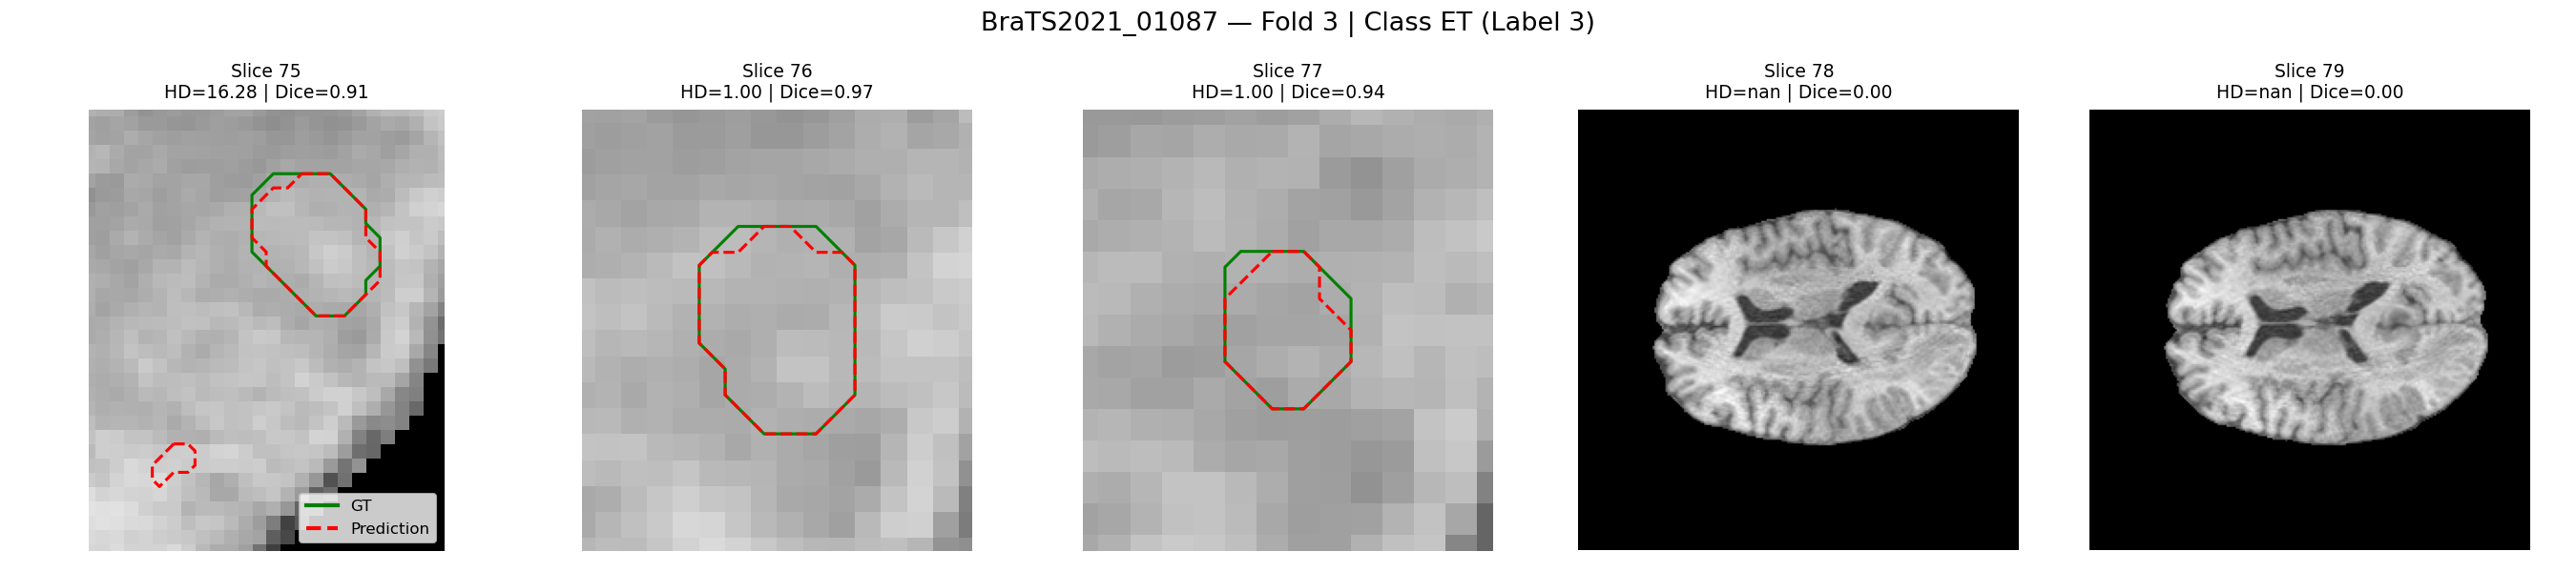 BraTS2021_01087 — Fold 3 | Class ET (Label 3)
Slice 75
HD=16.28 | Dice=0.91
Slice 76
HD=1.00 | Dice=0.97
Slice 77
HD=1.00 | Dice=0.94
Slice 78
HD=nan | Dice=0.00
Slice 79
HD=nan | Dice=0.00
GT
Prediction